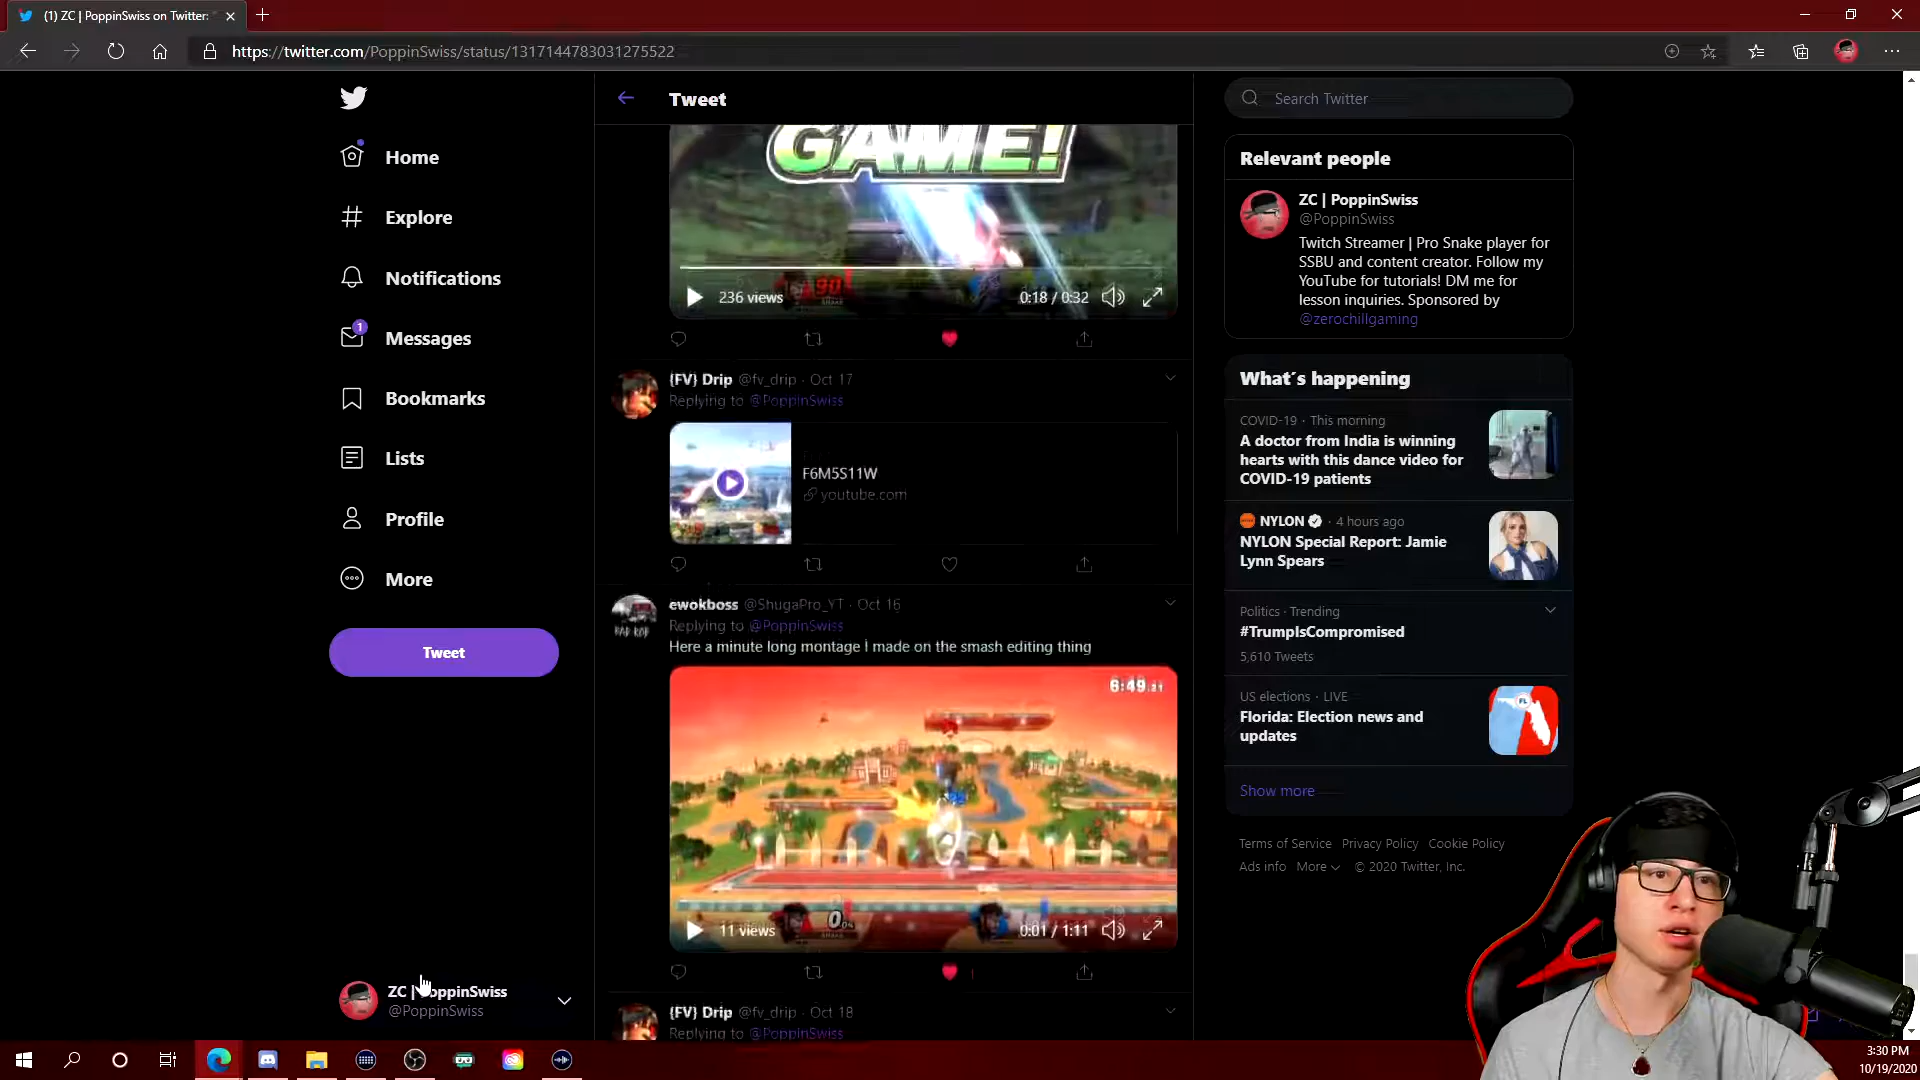 (1) ZC | PoppinSwiss on Twitter:
https://twitter.com/PoppinSwiss/status/1317144783031275522
Home
Explore
Notifications
1
Messages
Bookmarks
Lists
Profile
More
Tweet
ZC | PoppinSwiss
@PoppinSwiss
Tweet
GAME!
90
236 views
0:18 / 0:32
{FV} Drip @fv_drip · Oct 17
Replying to @PoppinSwiss
F6M5S11W
youtube.com
ewokboss @ShugaPro_YT · Oct 16
Replying to @PoppinSwiss
Here a minute long montage I made on the smash editing thing
6:49
0
11 views
0:01 / 1:11
{FV} Drip @fv_drip · Oct 18
Replying to @PoppinSwiss
Search Twitter
Relevant people
ZC | PoppinSwiss
@PoppinSwiss
Twitch Streamer | Pro Snake player for
SSBU and content creator. Follow my
YouTube for tutorials! DM me for
lesson inquiries. Sponsored by
@zerochillgaming
What's happening
COVID-19 · This morning
A doctor from India is winning
hearts with this dance video for
COVID-19 patients
NYLON · 4 hours ago
NYLON Special Report: Jamie
Lynn Spears
Politics · Trending
#TrumpIsCompromised
5,610 Tweets
US elections · LIVE
Florida: Election news and
updates
Show more
Terms of Service Privacy Policy Cookie Policy
Ads info More © 2020 Twitter, Inc.
3:30 PM
10/19/2020